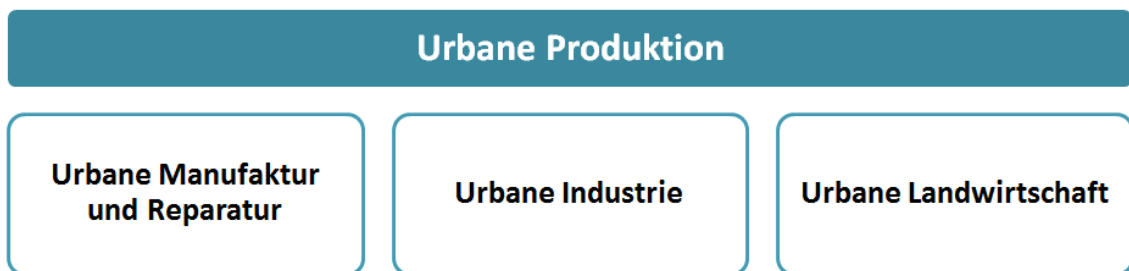 Urbane Produktion
Urbane Manufaktur
und Reparatur
Urbane Industrie
Urbane Landwirtschaft